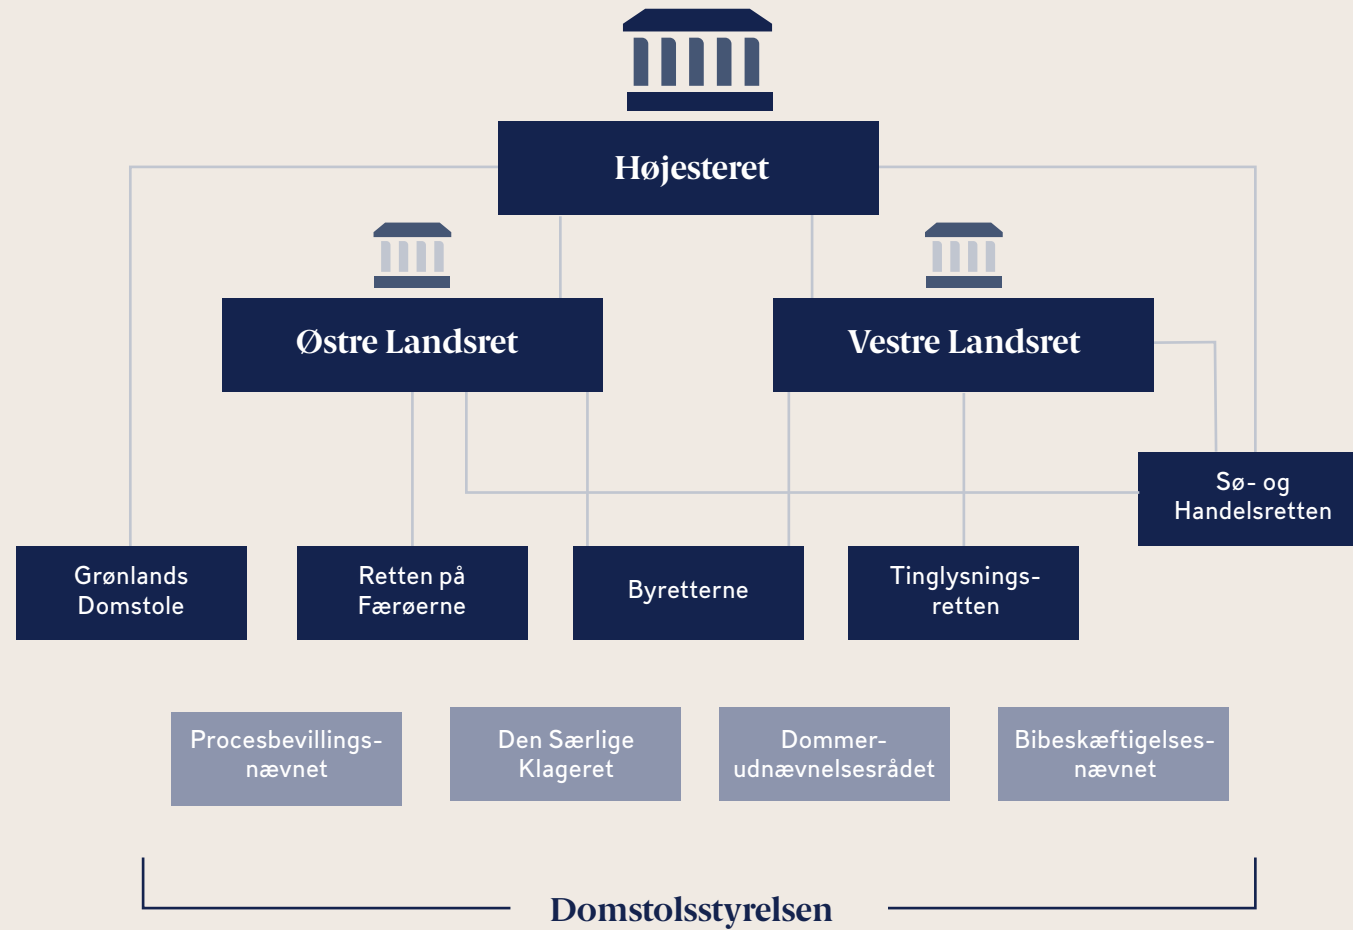 Højesteret
Østre Landsret
Vestre Landsret
Sø- og
Handelsretten
Grønlands
Domstole
Retten på
Færøerne
Byretterne
Tinglysnings-
retten
Procesbevillings-
nævnet
Den Særlige
Klageret
Dommer-
udnævnelsesrådet
Bibeskæftigelses-
nævnet
Domstolsstyrelsen